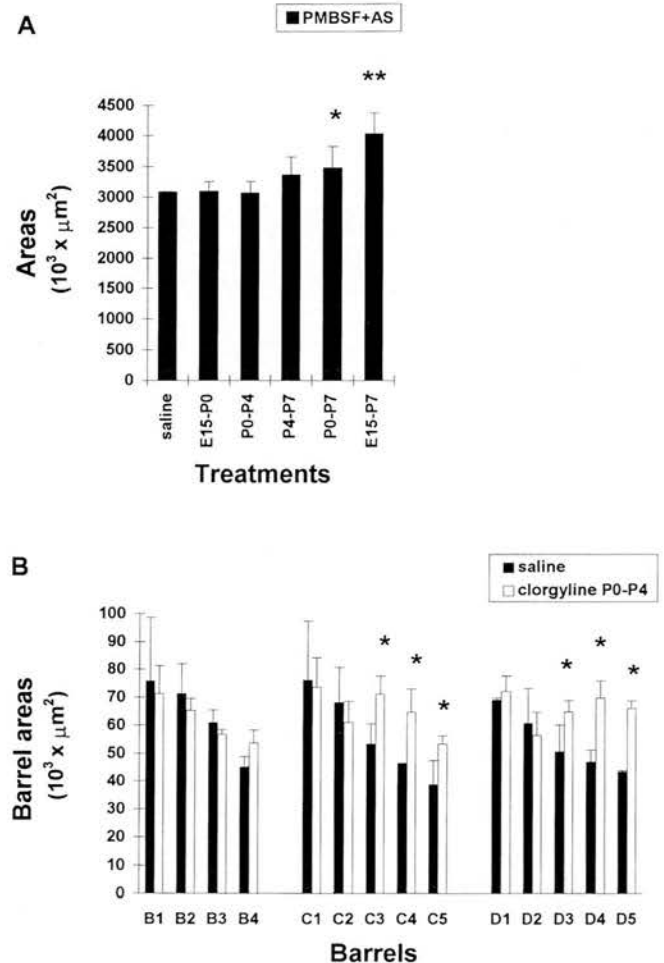 A
PMBSF+AS
**
*
4500
4000
3500
3000
2500
2000
1500
1000
500
0
Areas
(10³ x μm²)
saline
E15-P0
P0-P4
P4-P7
P0-P7
E15-P7
Treatments
B
saline
clorgyline P0-P4
100
90
80
70
60
50
40
30
20
10
0
Barrel areas
(10³ x μm²)
* * * * * *
B1 B2 B3 B4 C1 C2 C3 C4 C5 D1 D2 D3 D4 D5
Barrels